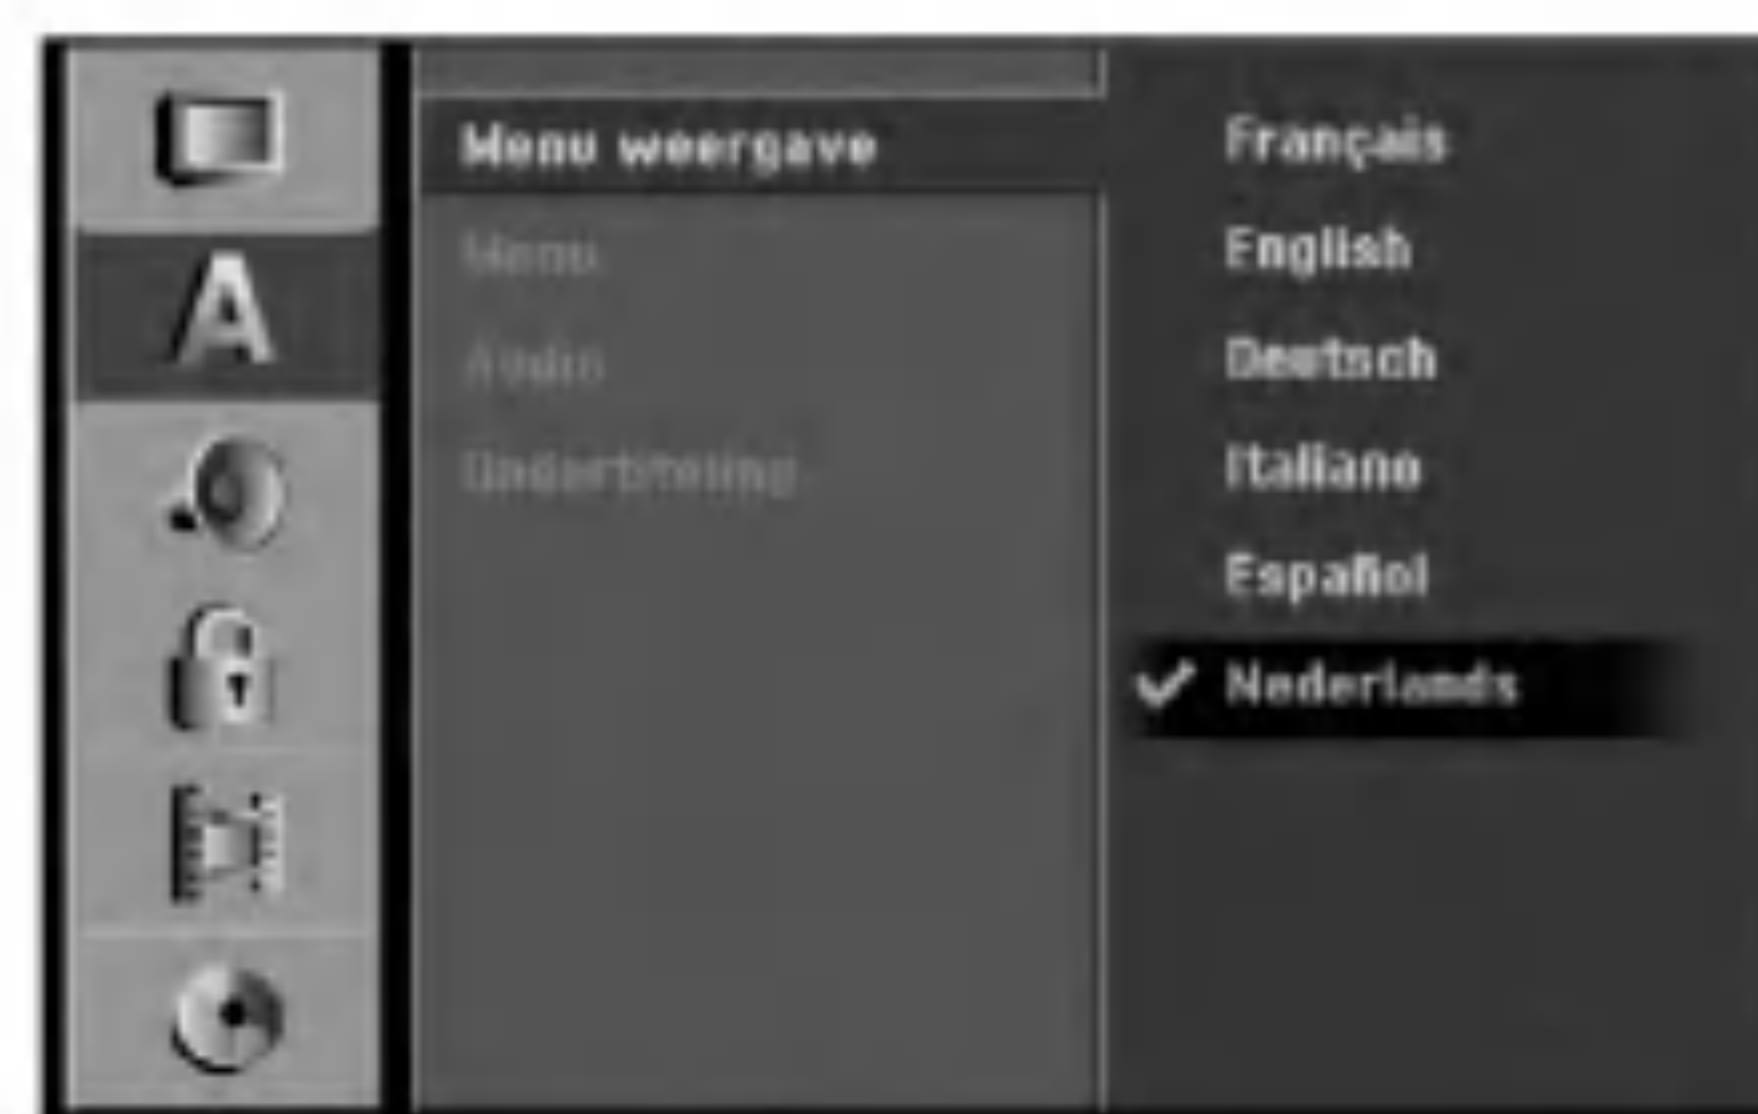 A
Menu weergave
Menu
Audio
Ondertiteling
Français
English
Deutsch
Italiano
Español
Nederlands